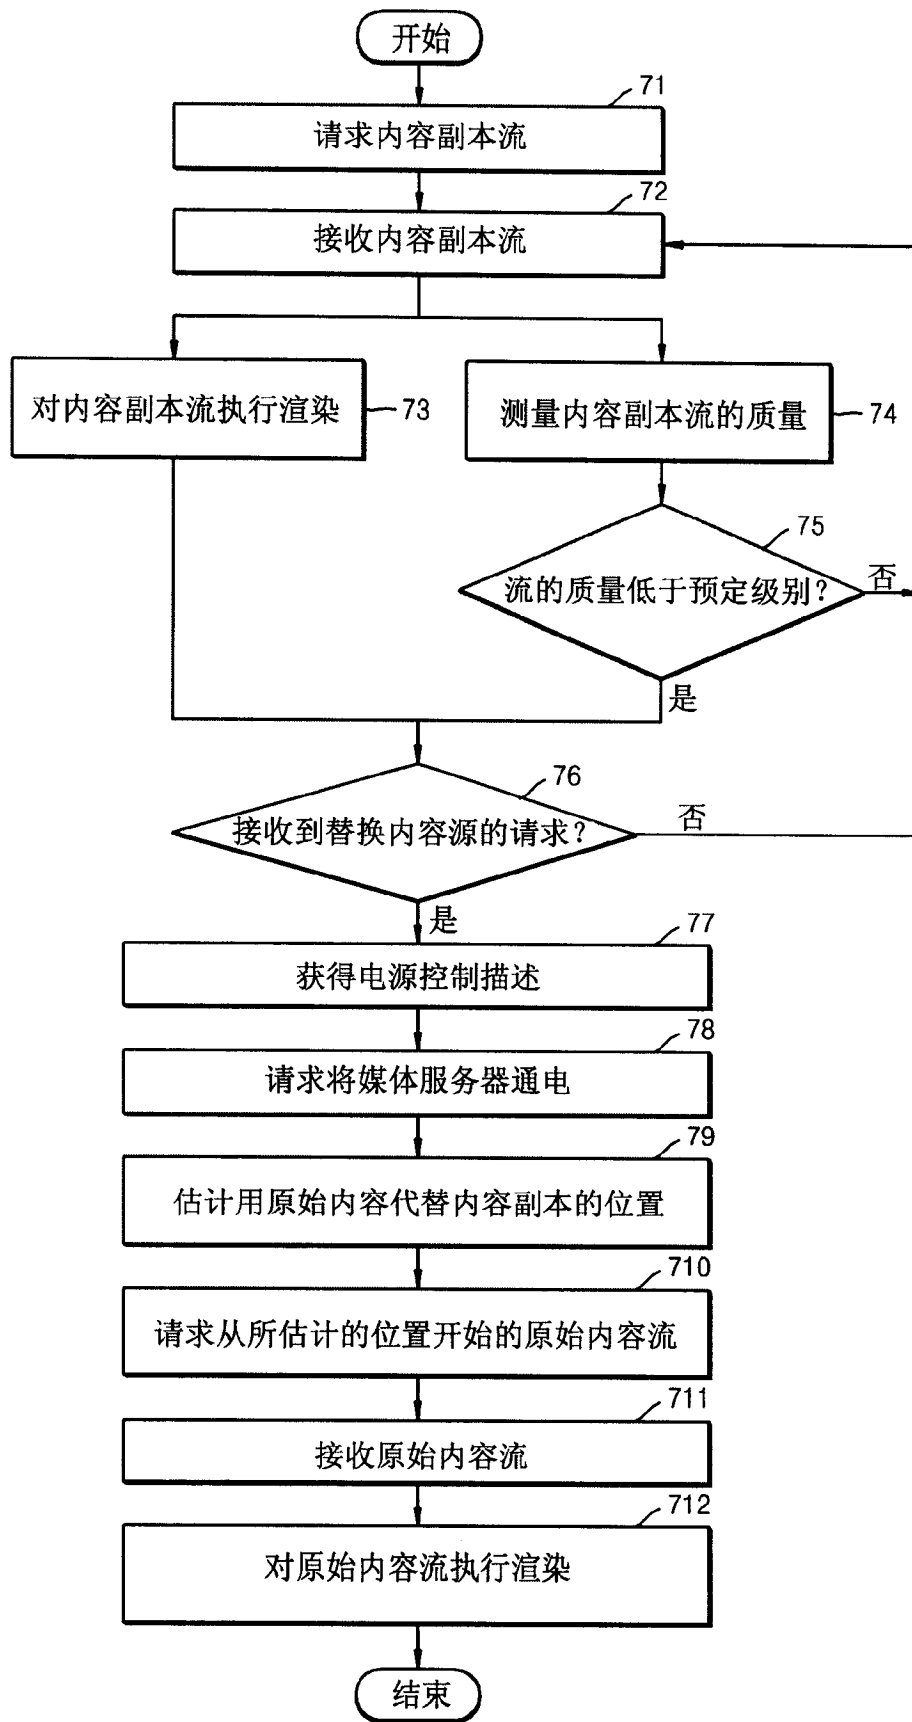 开始
71
请求内容副本流
72
接收内容副本流
对内容副本流执行渲染
73
测量内容副本流的质量
74
75
流的质量低于预定级别?
否
是
76
接收到替换内容源的请求?
否
是
77
获得电源控制描述
78
请求将媒体服务器通电
79
估计用原始内容代替内容副本的位置
710
请求从所估计的位置开始的原始内容流
711
接收原始内容流
712
对原始内容流执行渲染
结束